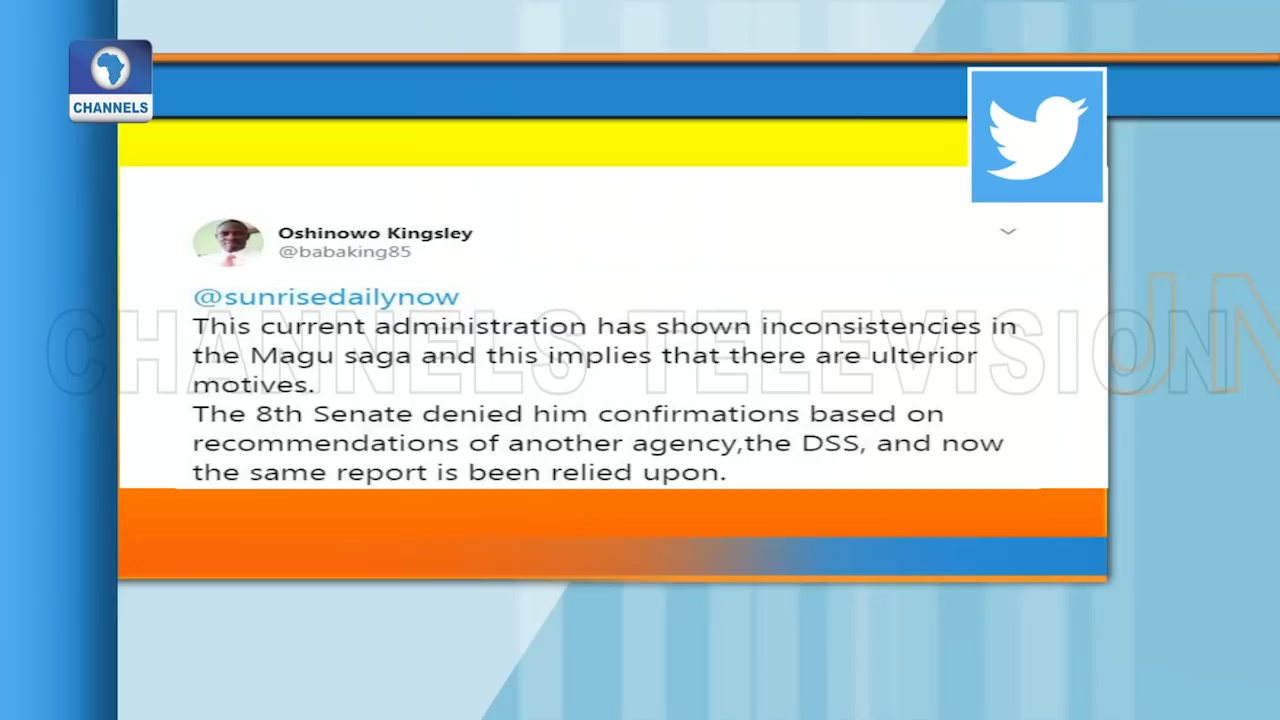 CHANNELS
Oshinowo Kingsley
@babaking85
@sunrisedailynow
This current administration has shown inconsistencies in
the Magu saga and this implies that there are ulterior
motives.
The 8th Senate denied him confirmations based on
recommendations of another agency,the DSS, and now
the same report is been relied upon.
CHANNELS TELEVISION